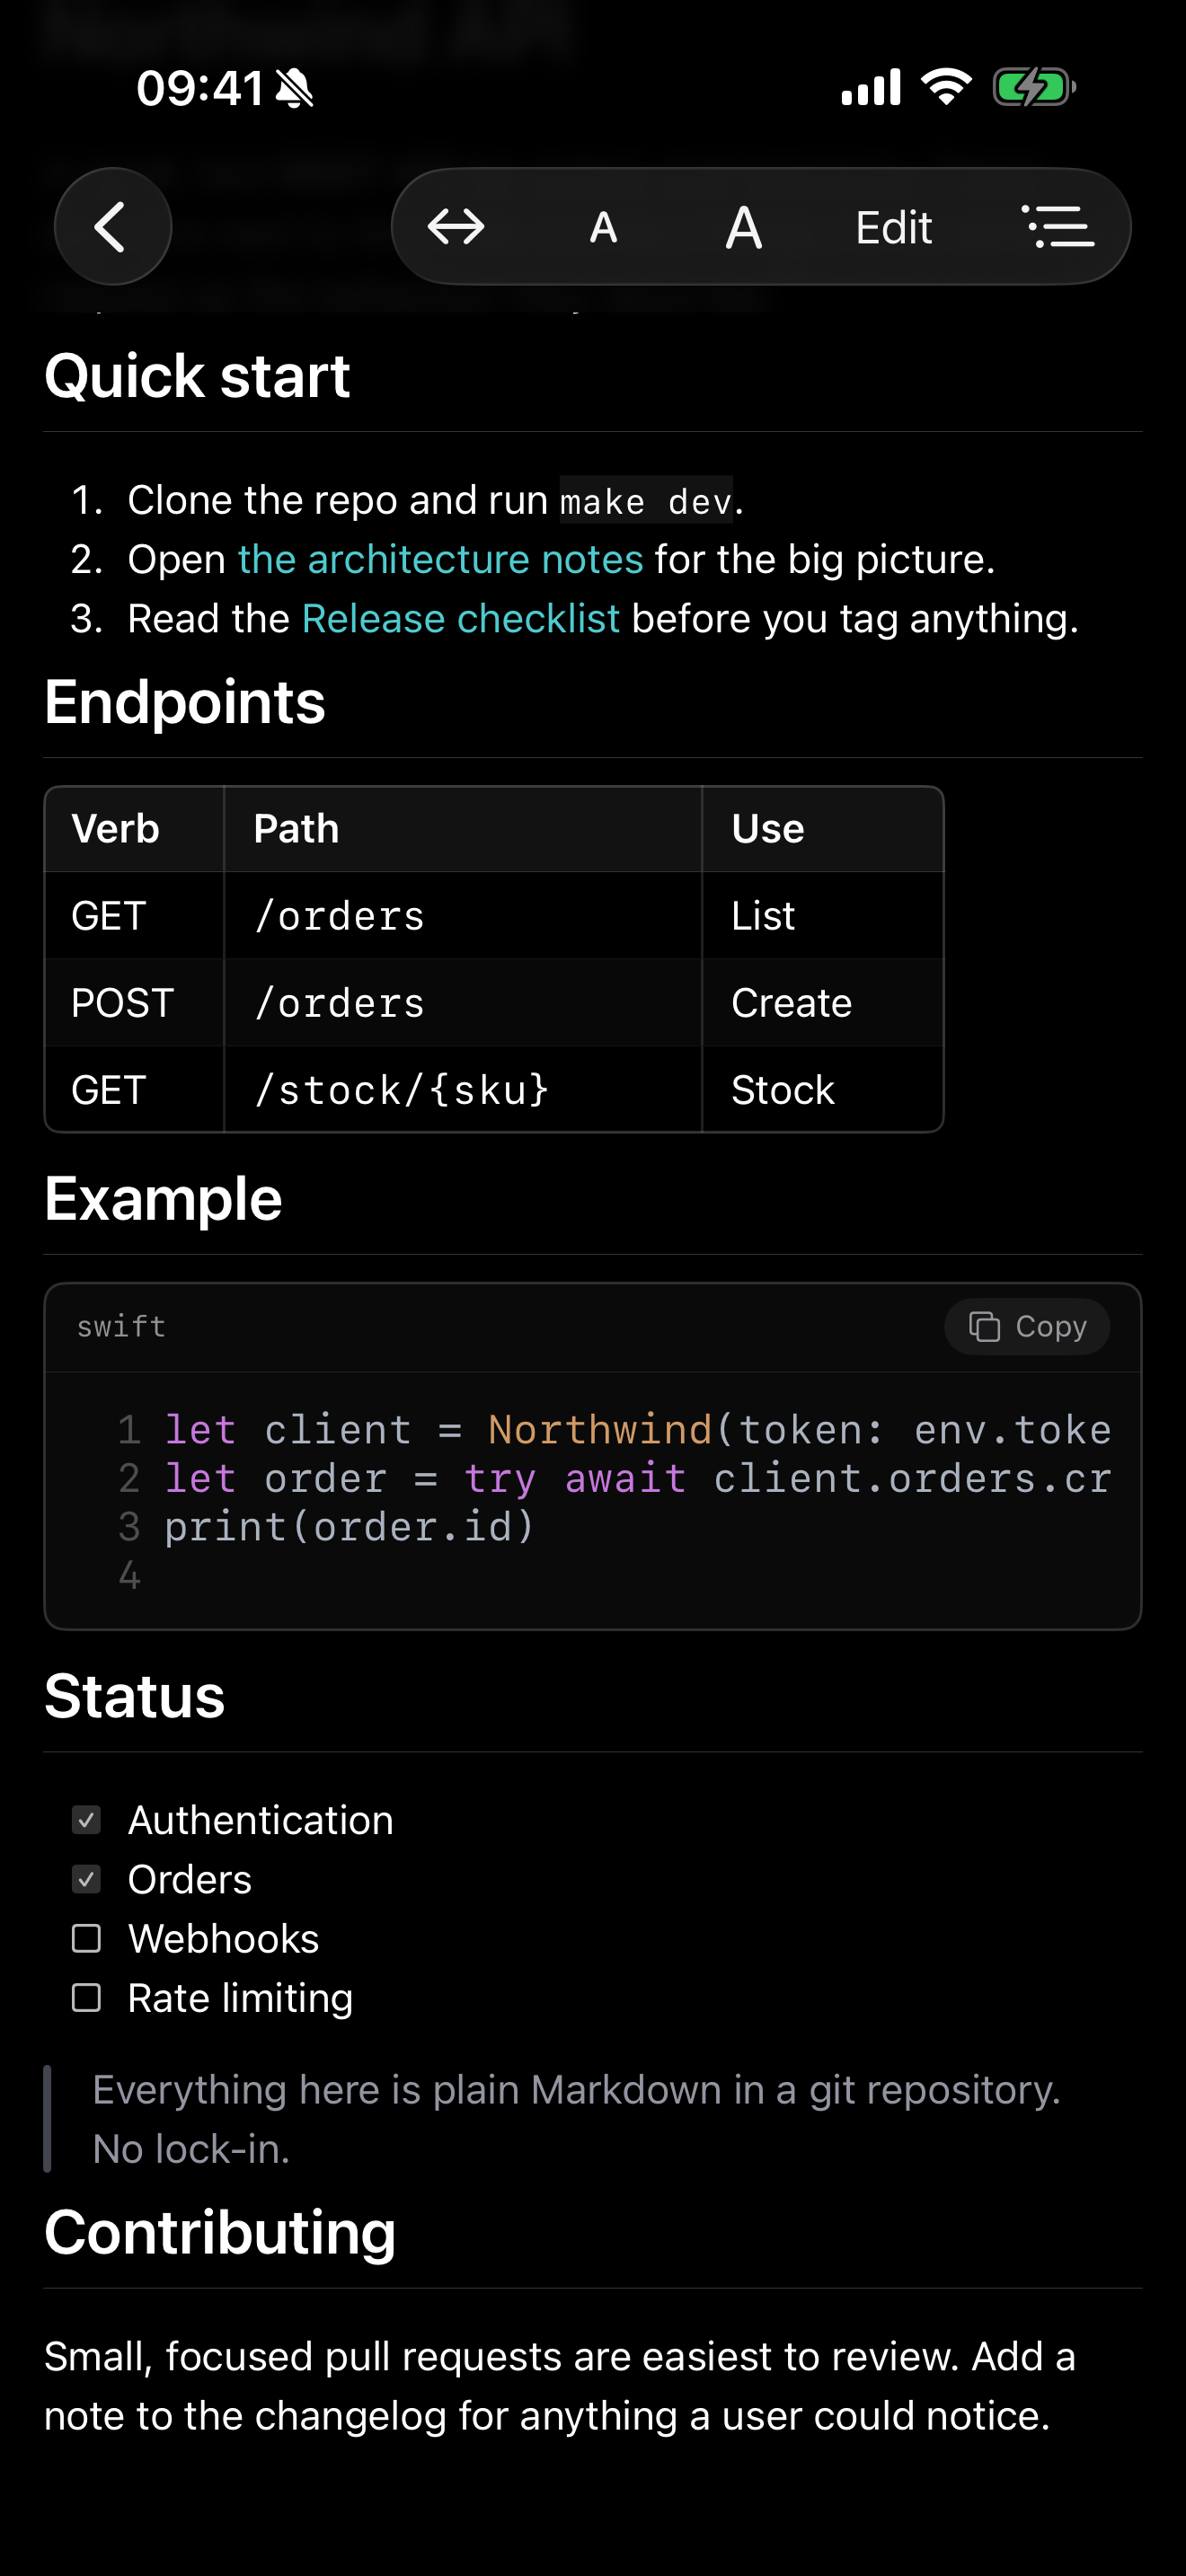 Northwind API
09:41
A A Edit
Quick start
1. Clone the repo and run make dev.
2. Open the architecture notes for the big picture.
3. Read the Release checklist before you tag anything.
Endpoints
Verb Path Use
GET /orders List
POST /orders Create
GET /stock/{sku} Stock
Example
swift Copy
1 let client = Northwind(token: env.toke
2 let order = try await client.orders.cr
3 print(order.id)
4
Status
Authentication
Orders
Webhooks
Rate limiting
Everything here is plain Markdown in a git repository.
No lock-in.
Contributing
Small, focused pull requests are easiest to review. Add a
note to the changelog for anything a user could notice.